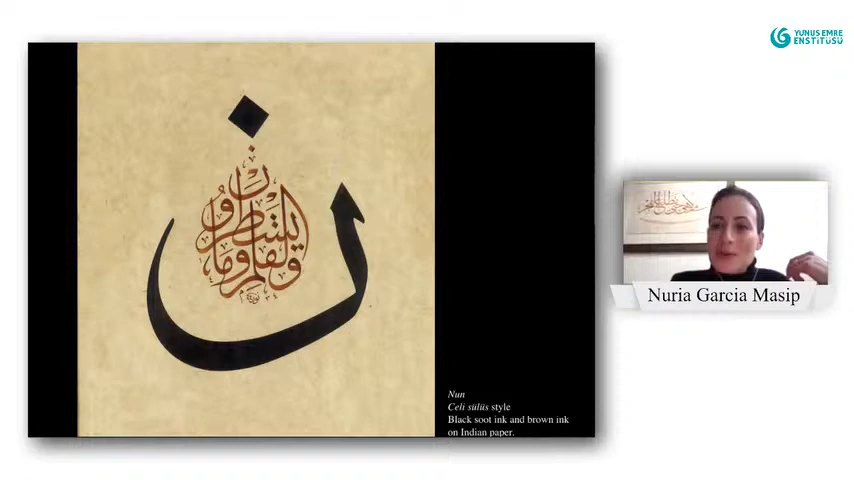 YUNUS EMRE
ENSTİTÜSÜ
ن
والقلم وما يسطرون
Nun
Celi sülüs style
Black soot ink and brown ink
on Indian paper.
Nuria Garcia Masip